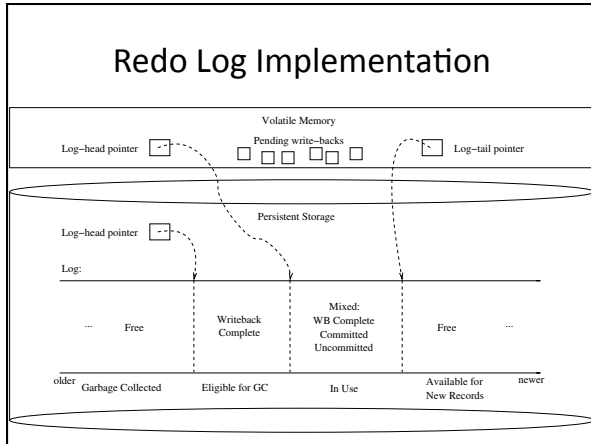 Redo Log Implementation
Volatile Memory
Pending write-backs
Log-head pointer
Log-tail pointer
Persistent Storage
Log-head pointer
Log:
... Free
Writeback
Complete
Mixed:
WB Complete
Committed
Uncommitted
Free ...
older
Garbage Collected
Eligible for GC
In Use
Available for
New Records
newer